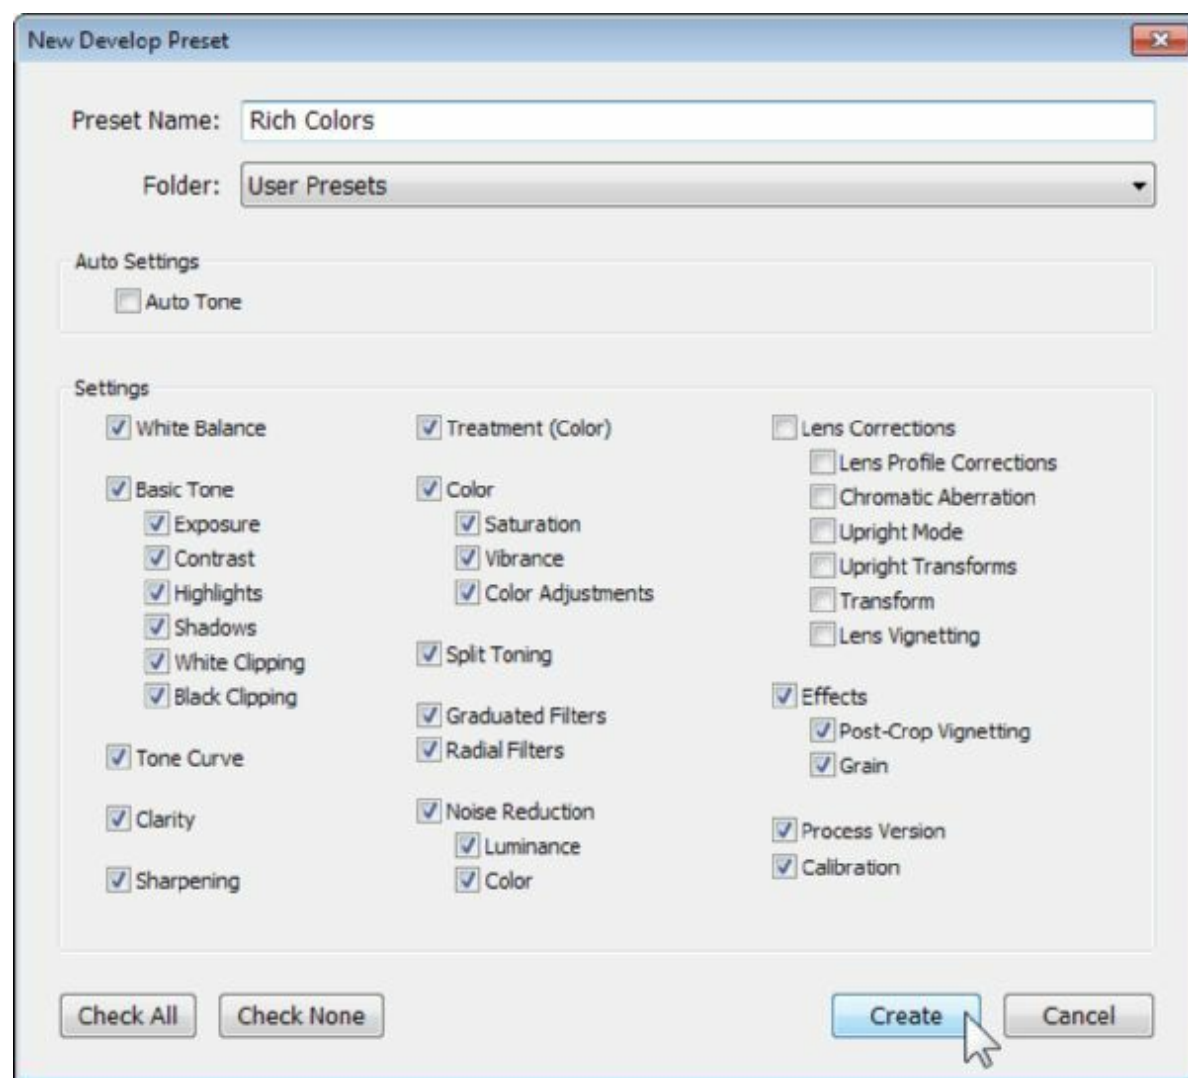 New Develop Preset
Preset Name: Rich Colors
Folder: User Presets
Auto Settings
Auto Tone
Settings
White Balance
Basic Tone
Exposure
Contrast
Highlights
Shadows
White Clipping
Black Clipping
Tone Curve
Clarity
Sharpening
Treatment (Color)
Color
Saturation
Vibrance
Color Adjustments
Split Toning
Graduated Filters
Radial Filters
Noise Reduction
Luminance
Color
Lens Corrections
Lens Profile Corrections
Chromatic Aberration
Upright Mode
Upright Transforms
Transform
Lens Vignetting
Effects
Post-Crop Vignetting
Grain
Process Version
Calibration
Check All Check None Create Cancel